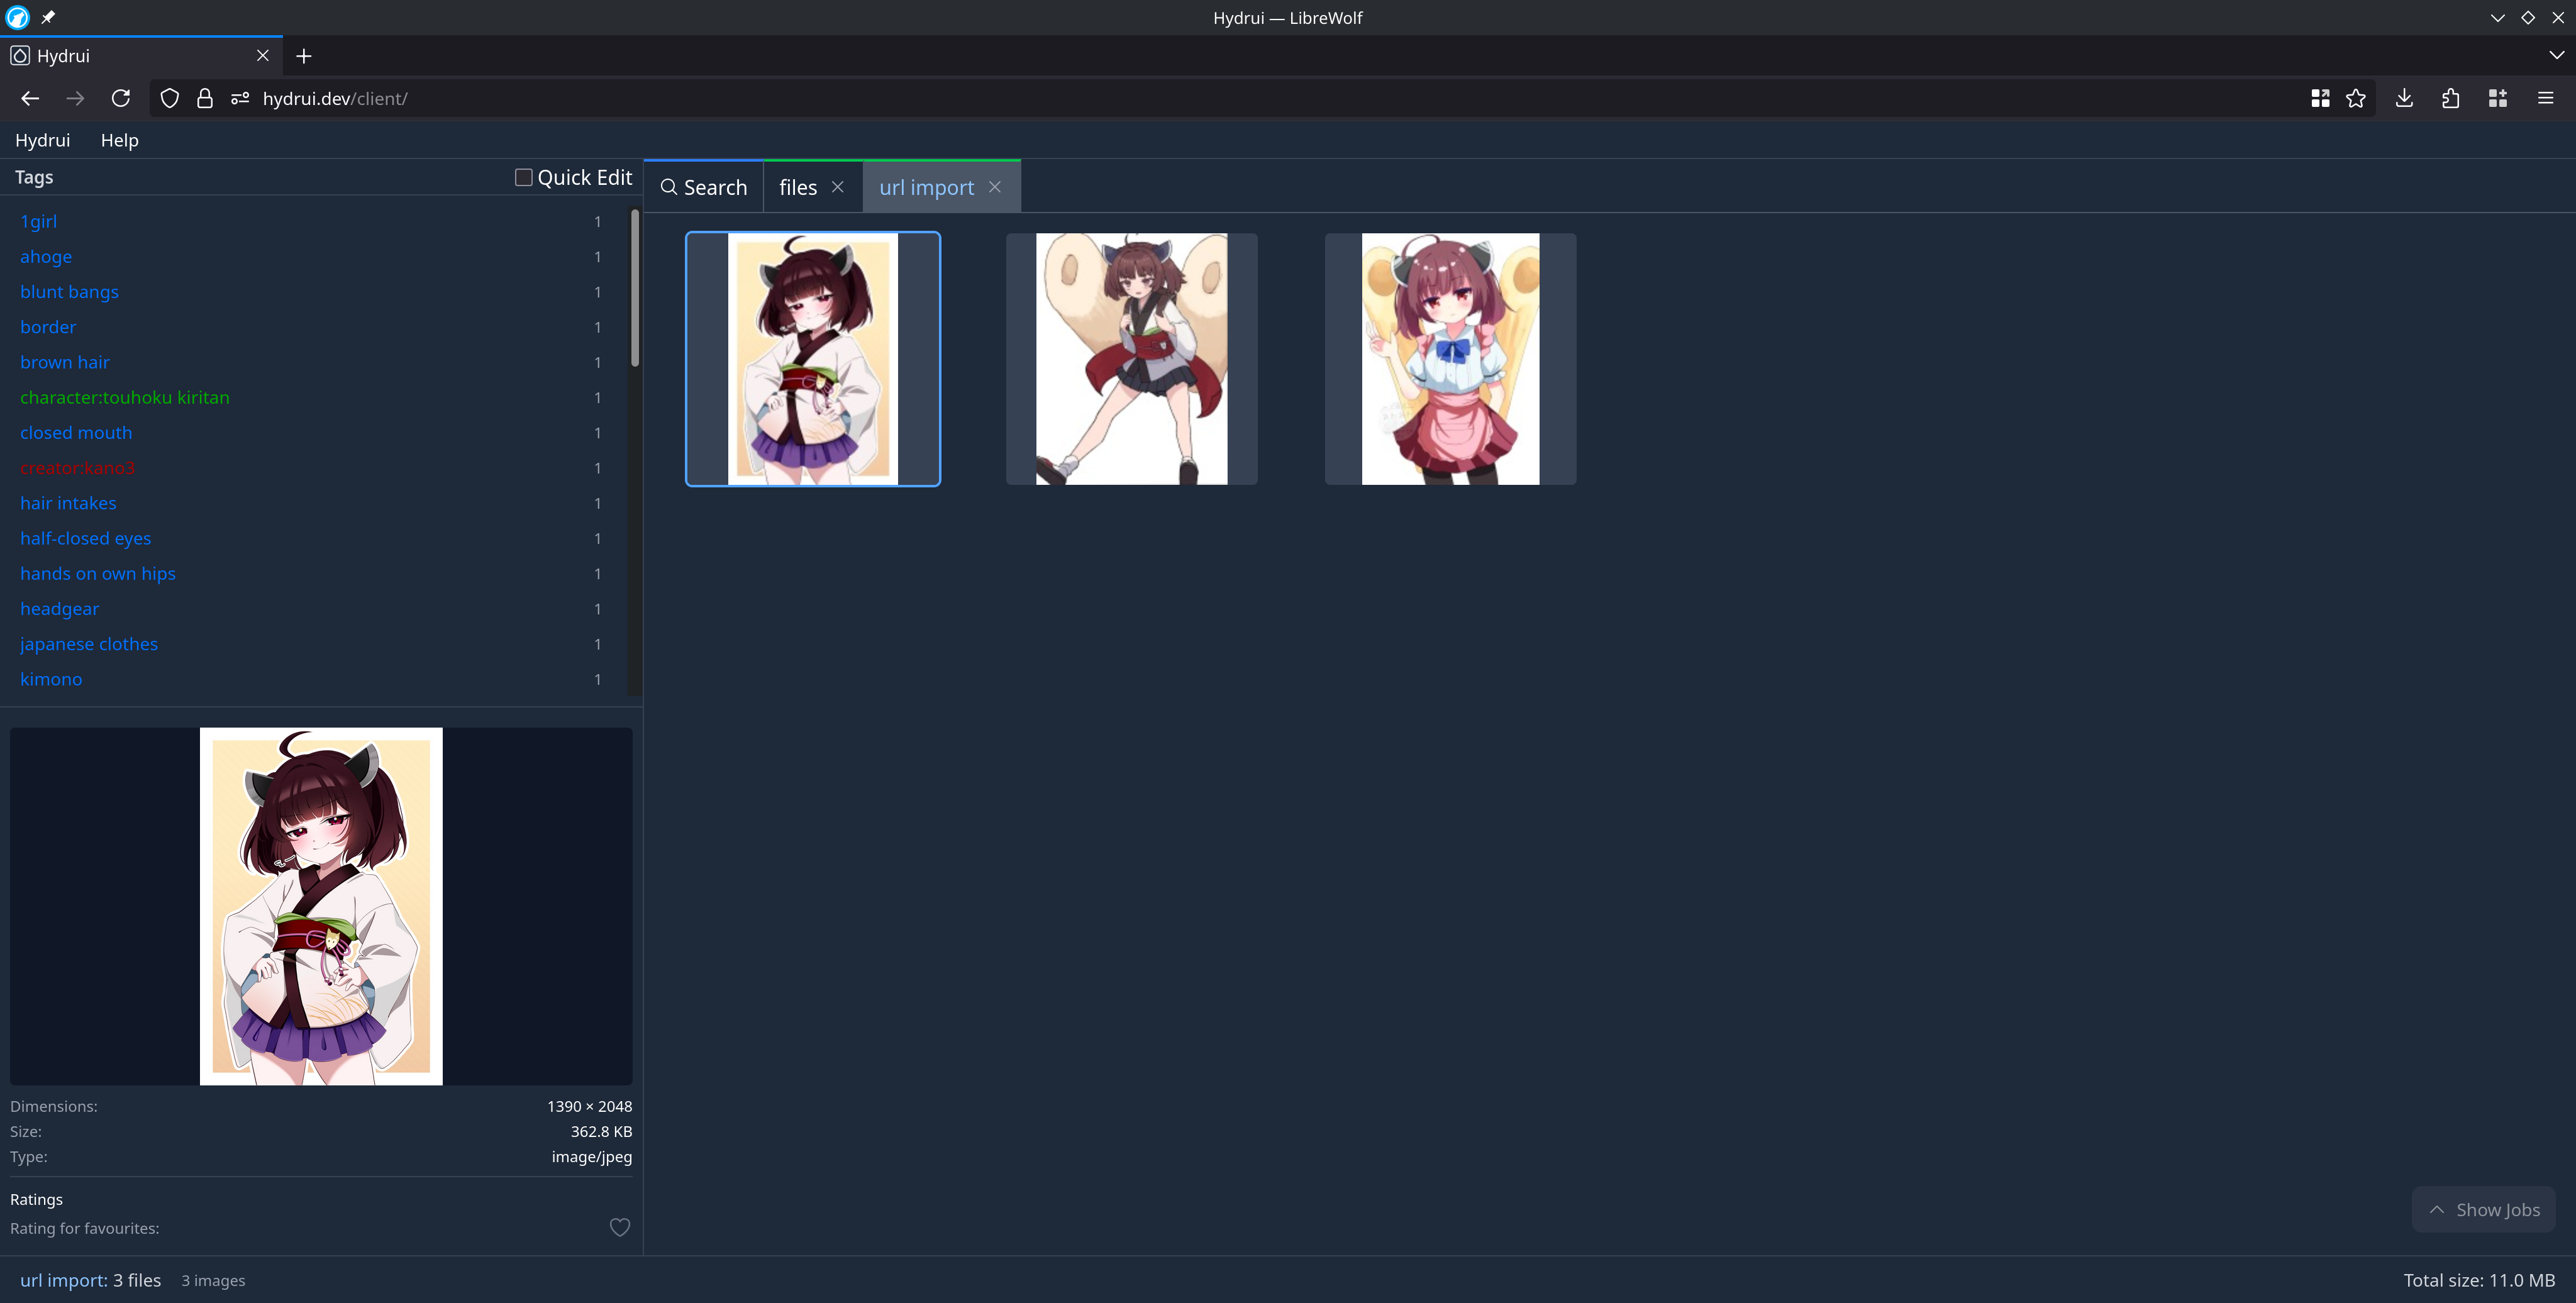 Hydrui — LibreWolf
Hydrui
hydrui.dev/client/
Hydrui Help
Tags Quick Edit
1girl 1
ahoge 1
blunt bangs 1
border 1
brown hair 1
character:touhoku kiritan 1
closed mouth 1
creator:kano3 1
hair intakes 1
half-closed eyes 1
hands on own hips 1
headgear 1
japanese clothes 1
kimono 1
Dimensions: 1390 × 2048
Size: 362.8 KB
Type: image/jpeg
Ratings
Rating for favourites:
Search files url import
Show Jobs
url import: 3 files 3 images
Total size: 11.0 MB